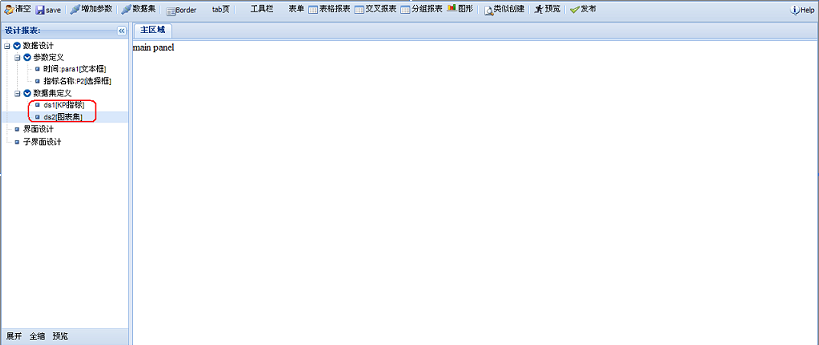 清空 save 增加参数 数据集 Border tab页 工具栏 表单 表格报表 交叉报表 分组报表 图形 类似创建 预览 发布 Help
设计报表:
主区域
main panel
数据设计
参数定义
时间:para1[文本框]
指标名称:P2[选择框]
数据集定义
ds1[KPI指标]
ds2[图表集]
界面设计
子界面设计
展开 全缩 预览